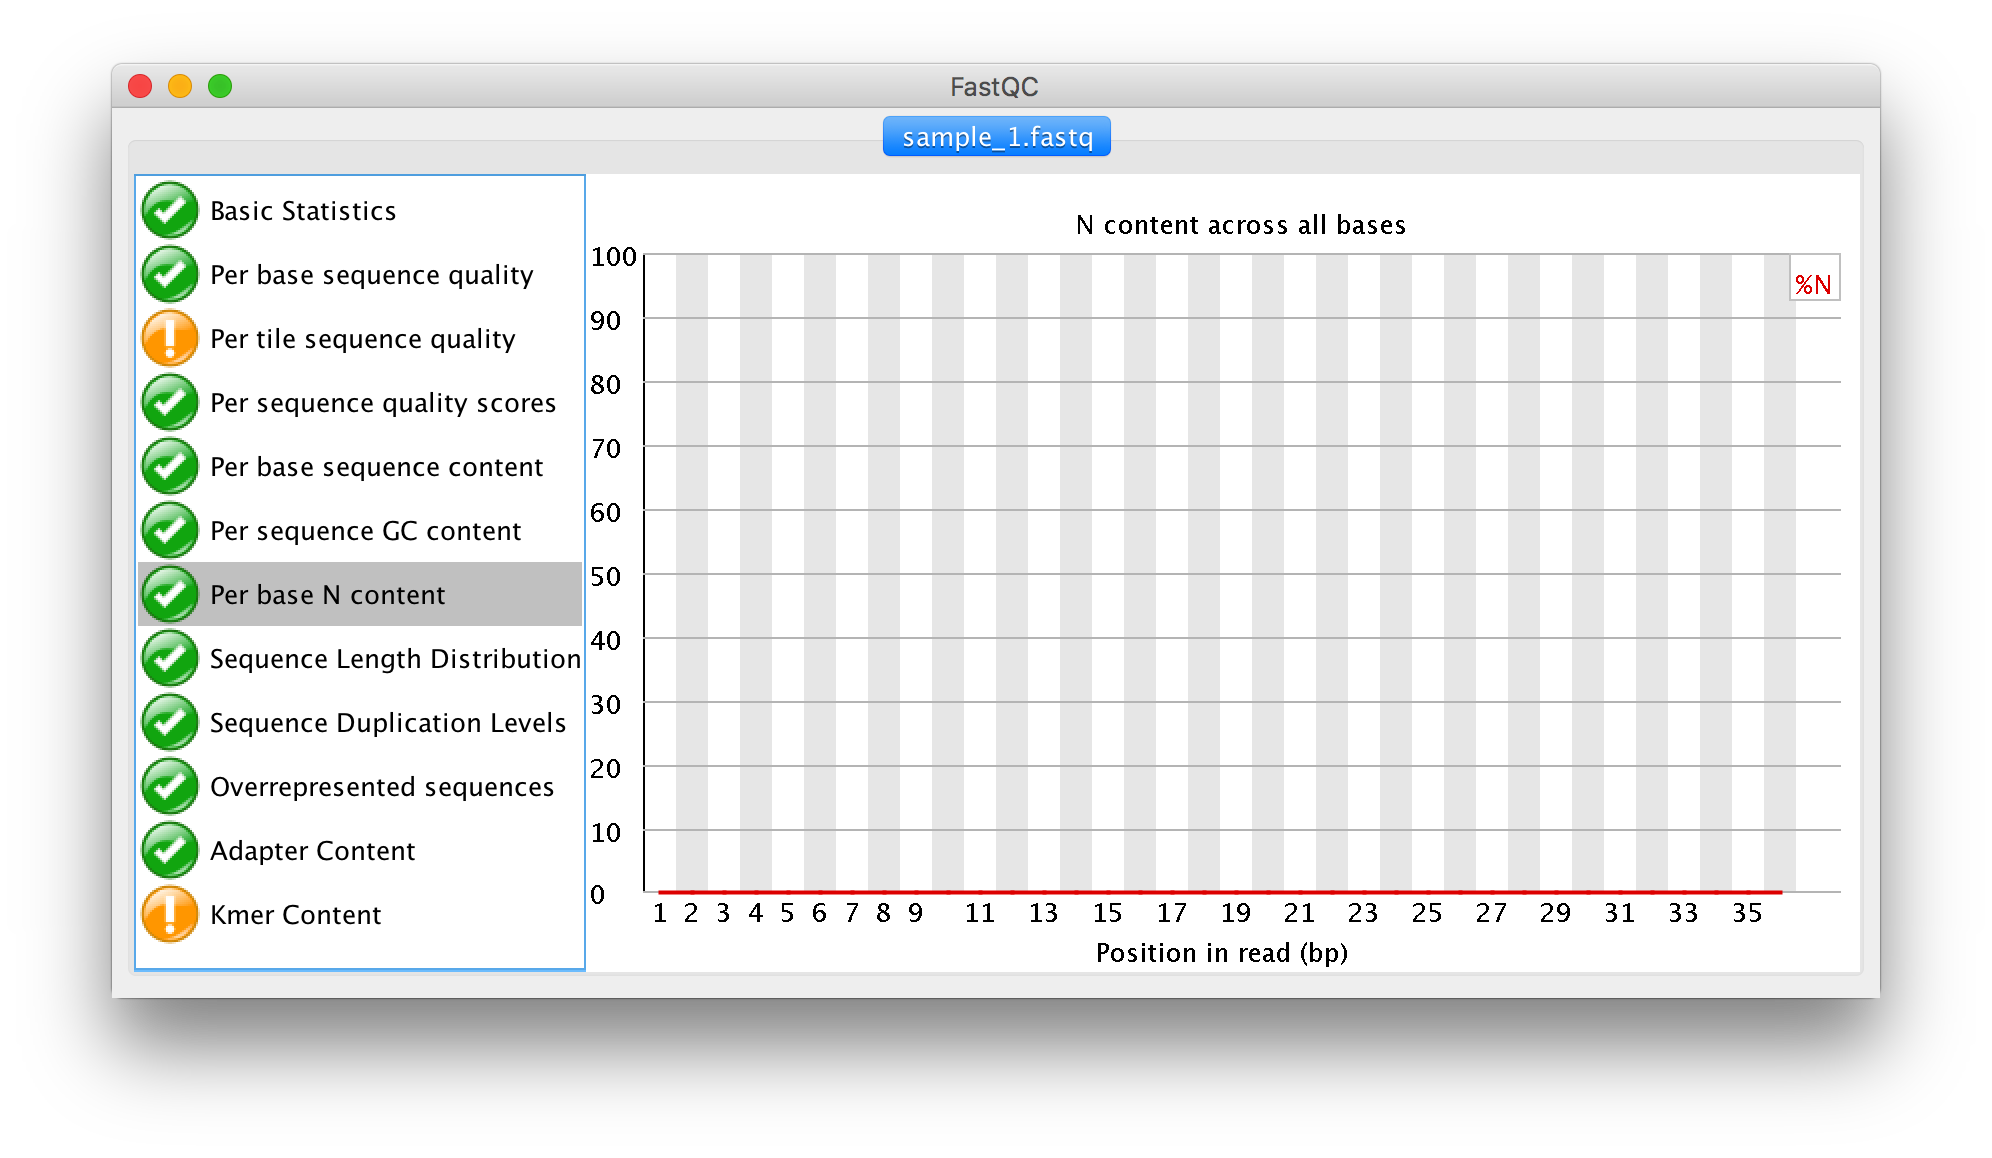 FastQC
sample_1.fastq
Basic Statistics
Per base sequence quality
Per tile sequence quality
Per sequence quality scores
Per base sequence content
Per sequence GC content
Per base N content
Sequence Length Distribution
Sequence Duplication Levels
Overrepresented sequences
Adapter Content
Kmer Content
N content across all bases
%N
100
90
80
70
60
50
40
30
20
10
0
1 2 3 4 5 6 7 8 9 11 13 15 17 19 21 23 25 27 29 31 33 35
Position in read (bp)